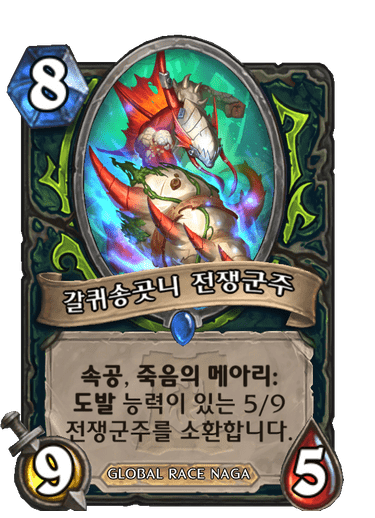 8
갈퀴송곳니 전쟁군주
속공, 죽음의 메아리:
도발 능력이 있는 5/9
전쟁군주를 소환합니다.
GLOBAL RACE NAGA
9
5